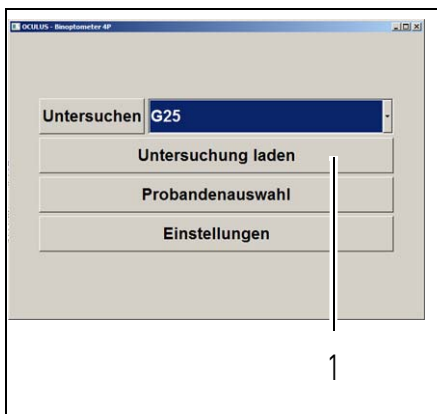 OCULUS - Binoptometer 4P
Untersuchen G25
Untersuchung laden
Probandenauswahl
Einstellungen
1